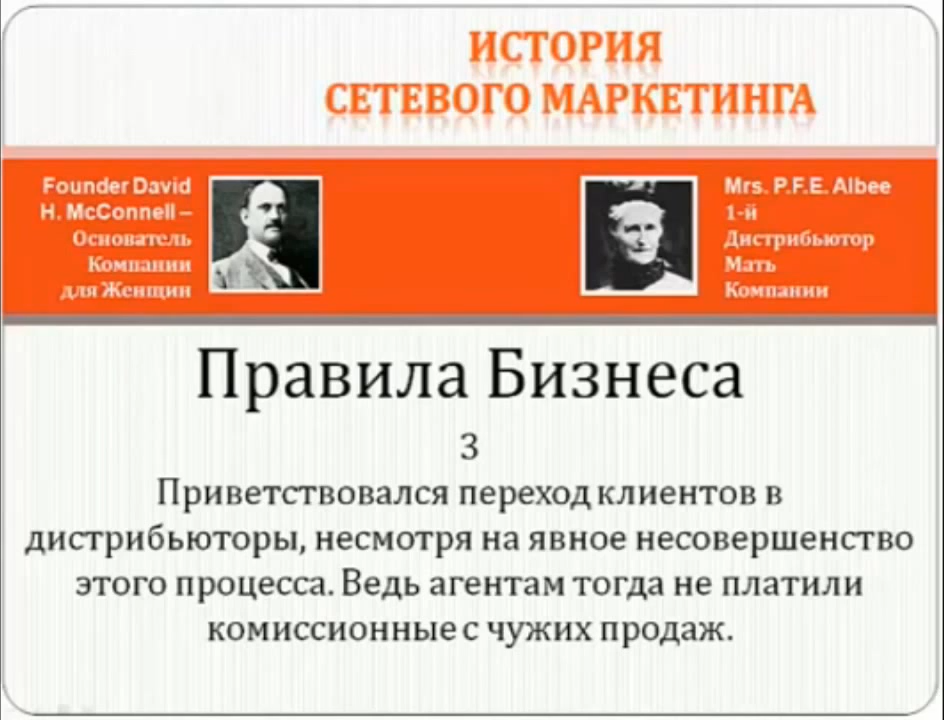 ИСТОРИЯ
СЕТЕВОГО МАРКЕТИНГА
Founder David
H. McConnell –
Основатель
Компании
для Женщин
Mrs. P.F.E. Albee
1-й
Дистрибьютор
Мать
Компании
Правила Бизнеса
3
Приветствовался переход клиентов в
дистрибьюторы, несмотря на явное несовершенство
этого процесса. Ведь агентам тогда не платили
комиссионные с чужих продаж.